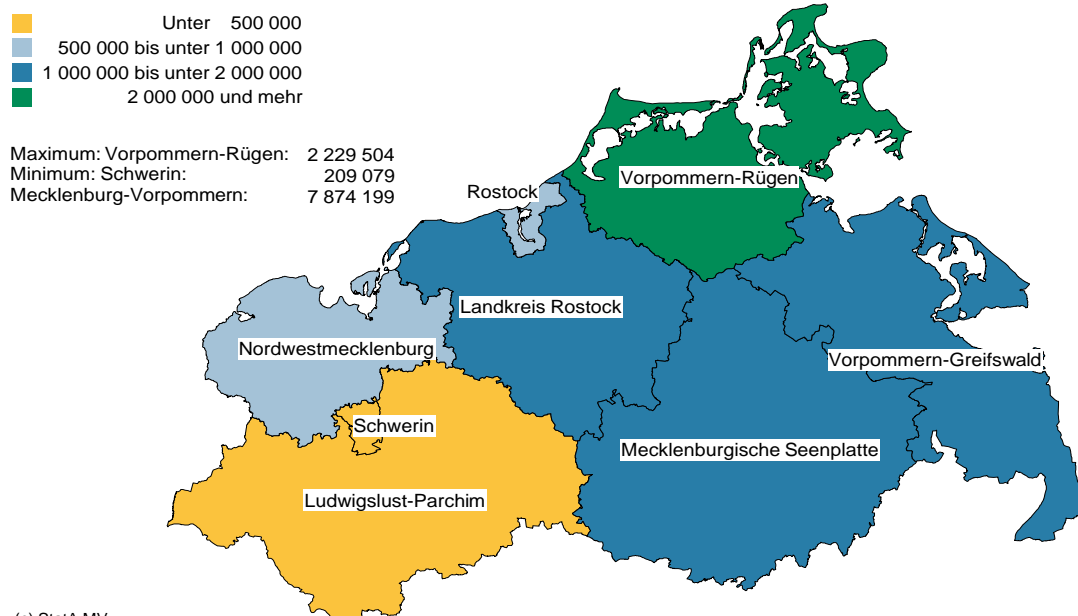 Unter 500 000
500 000 bis unter 1 000 000
1 000 000 bis unter 2 000 000
2 000 000 und mehr
Maximum: Vorpommern-Rügen: 2 229 504
Minimum: Schwerin: 209 079
Mecklenburg-Vorpommern: 7 874 199
Vorpommern-Rügen
Rostock
Landkreis Rostock
Nordwestmecklenburg
Vorpommern-Greifswald
Schwerin
Mecklenburgische Seenplatte
Ludwigslust-Parchim
(c) StatA MV